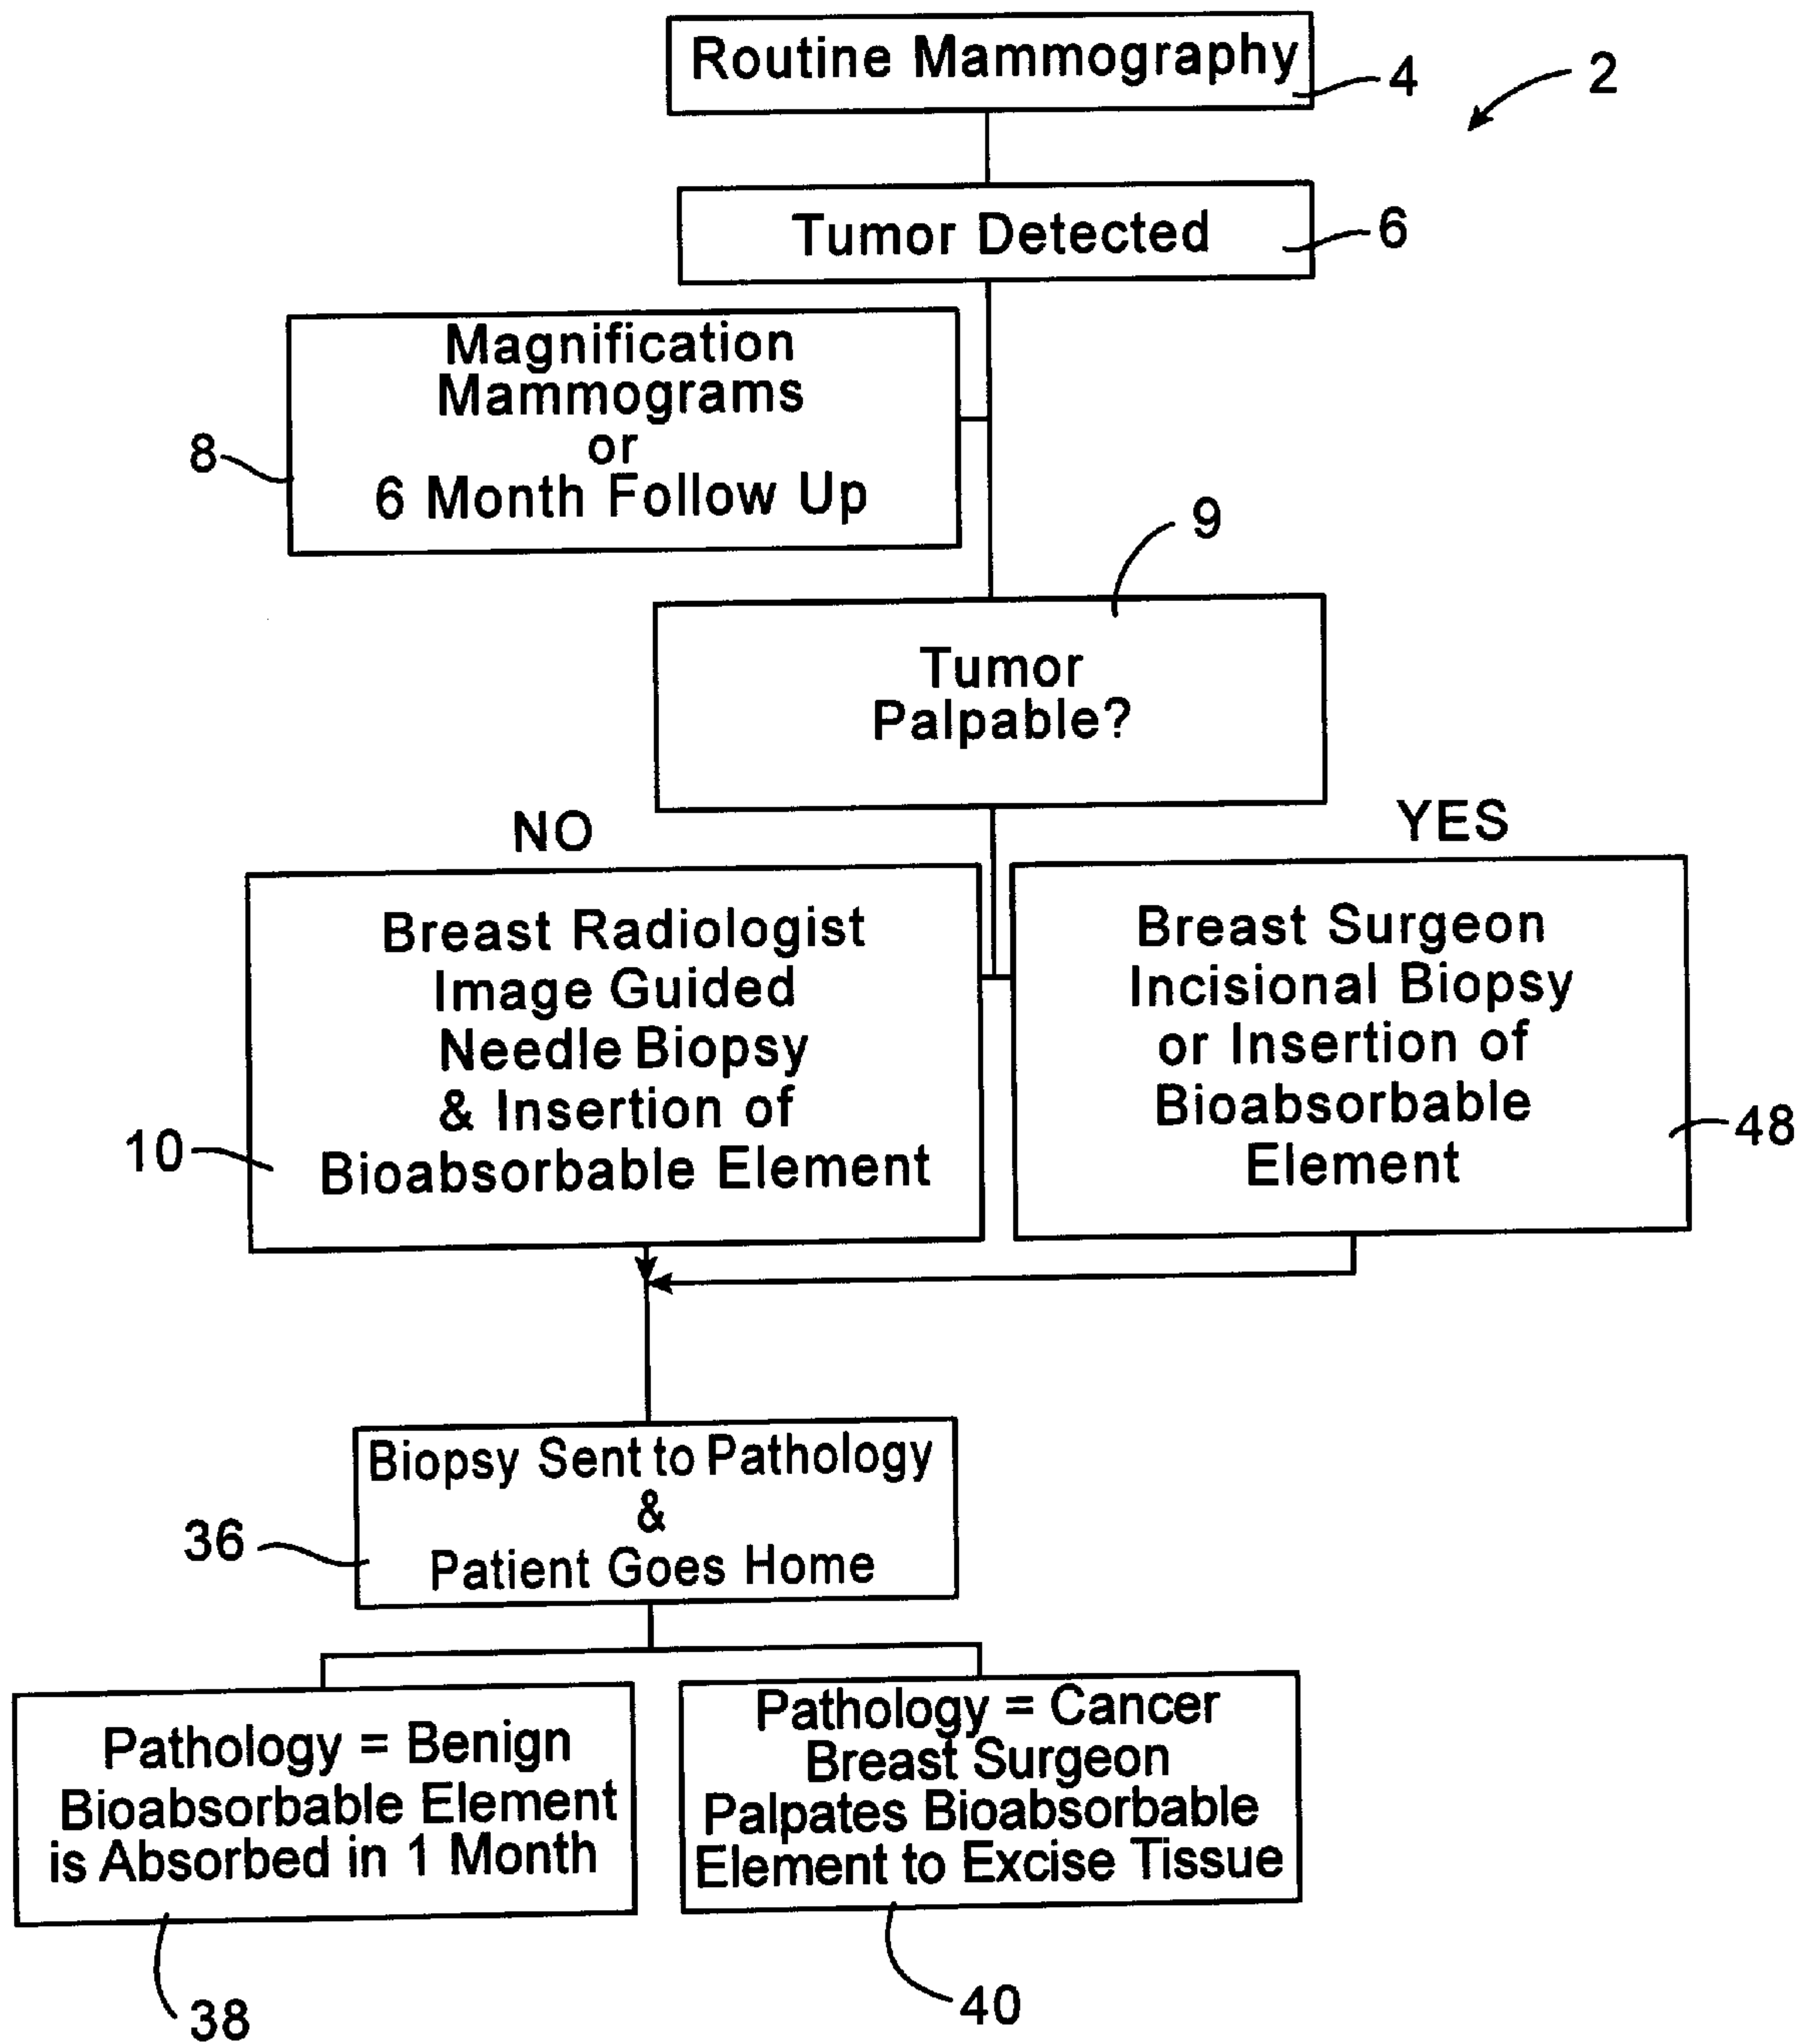 Routine Mammography
4
2
Tumor Detected
6
Magnification
Mammograms
or
6 Month Follow Up
8
9
Tumor
Palpable?
NO
YES
Breast Radiologist
Image Guided
Needle Biopsy
& Insertion of
Bioabsorbable Element
10
Breast Surgeon
Incisional Biopsy
or Insertion of
Bioabsorbable
Element
48
Biopsy Sent to Pathology
&
Patient Goes Home
36
Pathology = Benign
Bioabsorbable Element
is Absorbed in 1 Month
38
Pathology = Cancer
Breast Surgeon
Palpates Bioabsorbable
Element to Excise Tissue
40